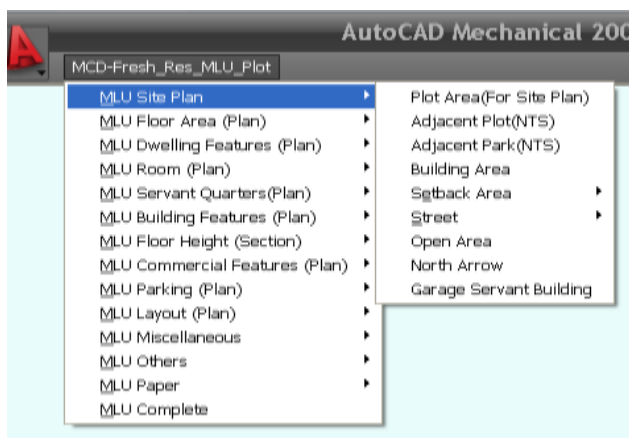 AutoCAD Mechanical 200
MCD-Fresh_Res_MLU_Plot
MLU Site Plan
MLU Floor Area (Plan)
MLU Dwelling Features (Plan)
MLU Room (Plan)
MLU Servant Quarters(Plan)
MLU Building Features (Plan)
MLU Floor Height (Section)
MLU Commercial Features (Plan)
MLU Parking (Plan)
MLU Layout (Plan)
MLU Miscellaneous
MLU Others
MLU Paper
MLU Complete
Plot Area(For Site Plan)
Adjacent Plot(NTS)
Adjacent Park(NTS)
Building Area
Setback Area
Street
Open Area
North Arrow
Garage Servant Building